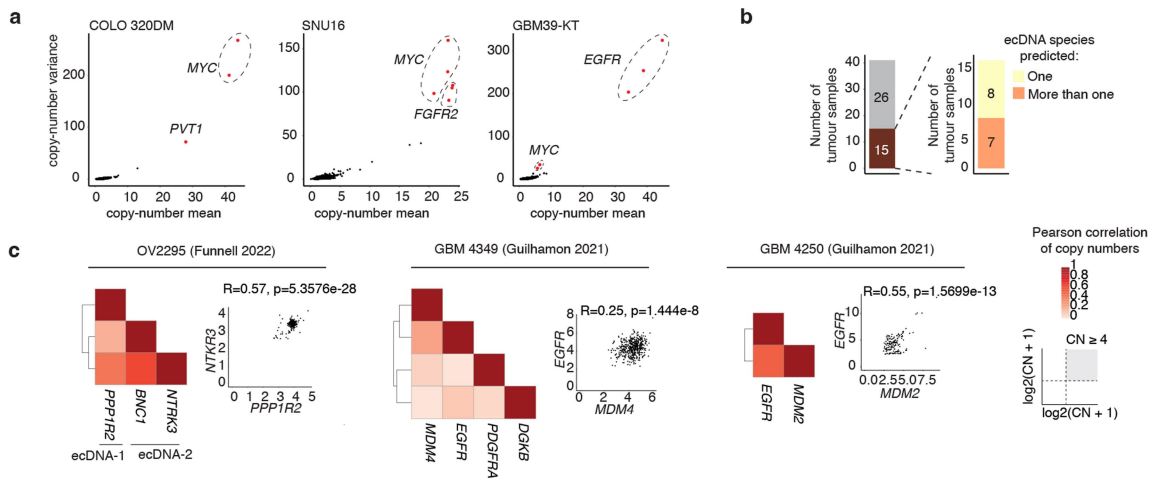 a
COLO 320DM
SNU16
GBM39-KT
copy-number variance
200
100
0
MYC
PVT1
0 10 20 30 40
copy-number mean
150
100
50
0
MYC
FGFR2
0 5 10 15 20 25
copy-number mean
300
200
100
0
EGFR
MYC
0 10 20 30 40
copy-number mean
b
Number of
tumour samples
40
30
20
10
0
26
15
Number of
tumour samples
15
10
5
0
8
7
ecDNA species
predicted:
One
More than one
c
OV2295 (Funnell 2022)
PPP1R2
BNC1
NTRK3
ecDNA-1
ecDNA-2
R=0.57, p=5.3576e-28
NTKR3
4
3
2
1
0
0 1 2 3 4 5
PPP1R2
GBM 4349 (Guilhamon 2021)
MDM4
EGFR
PDGFRA
DGKB
R=0.25, p=1.444e-8
EGFR
8
6
4
2
0
0 2 4 6
MDM4
GBM 4250 (Guilhamon 2021)
EGFR
MDM2
R=0.55, p=1.5699e-13
EGFR
10
5
0
0.02.55.07.5
MDM2
Pearson correlation
of copy numbers
1
0.8
0.6
0.4
0.2
0
CN ≥ 4
log2(CN + 1)
log2(CN + 1)